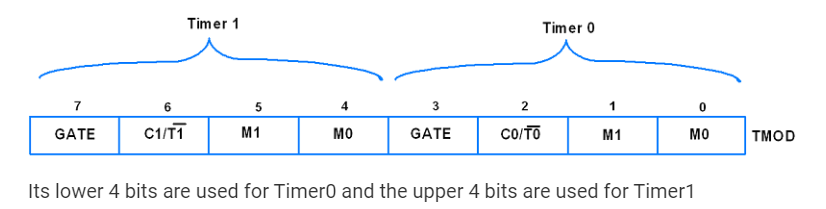 Timer 1 Timer 0
7 6 5 4 3 2 1 0
GATE C1/T̅1̅ M1 M0 GATE C0/T̅0̅ M1 M0 TMOD
Its lower 4 bits are used for Timer0 and the upper 4 bits are used for Timer1